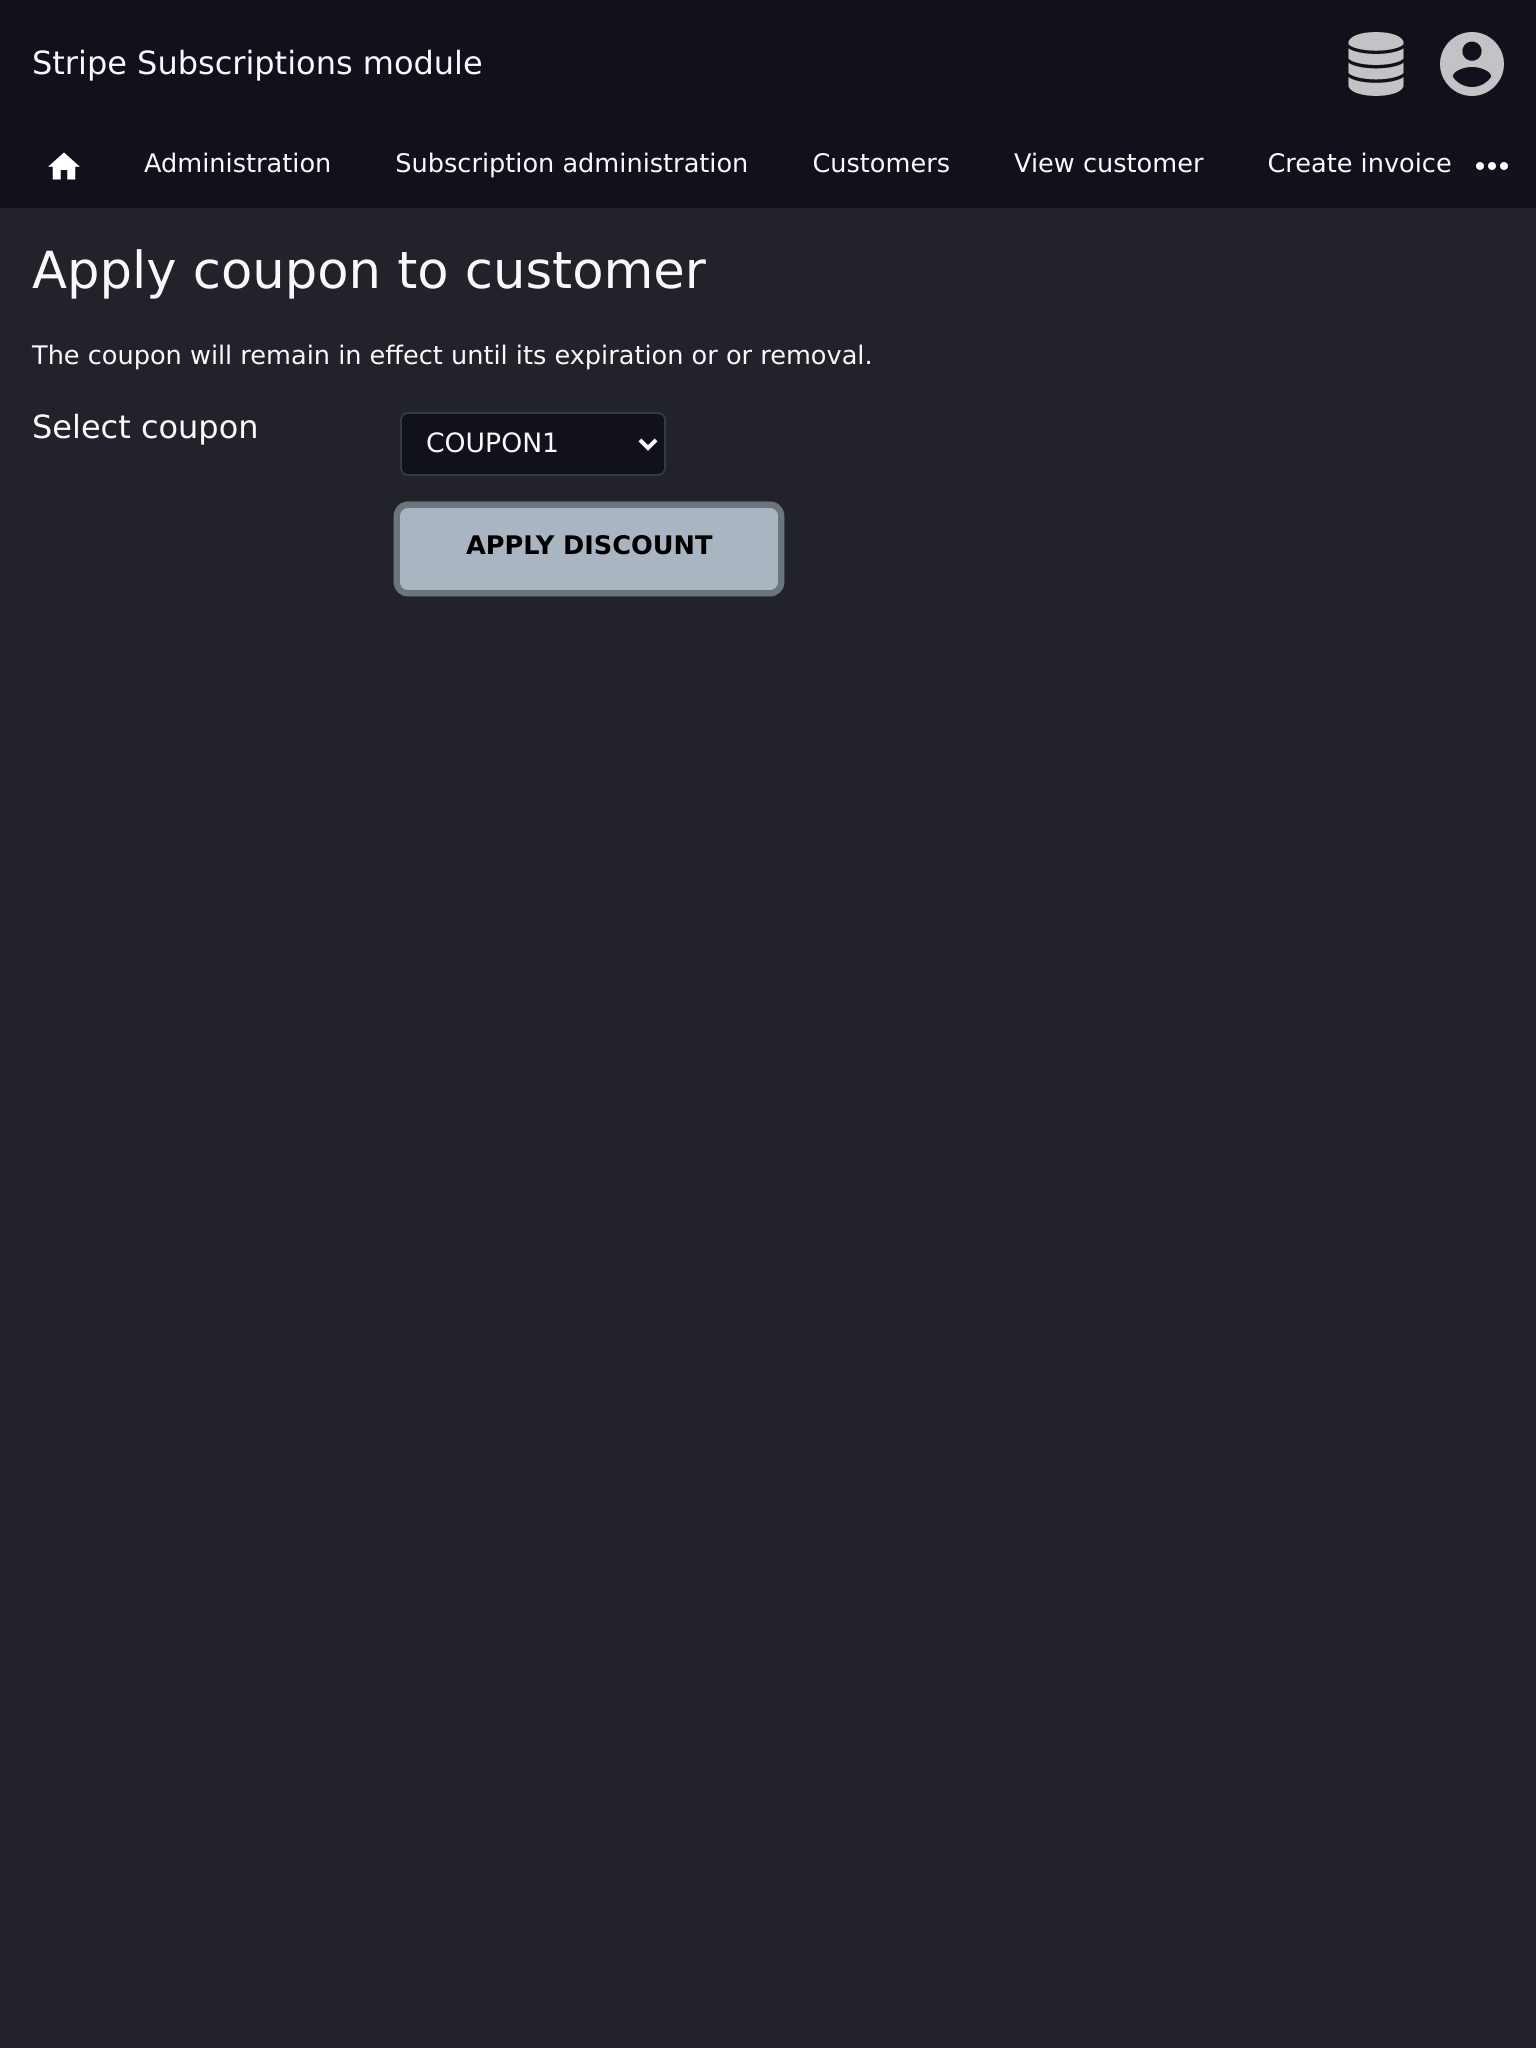 Stripe Subscriptions module
Administration Subscription administration Customers View customer Create invoice
Apply coupon to customer
The coupon will remain in effect until its expiration or or removal.
Select coupon COUPON1
APPLY DISCOUNT